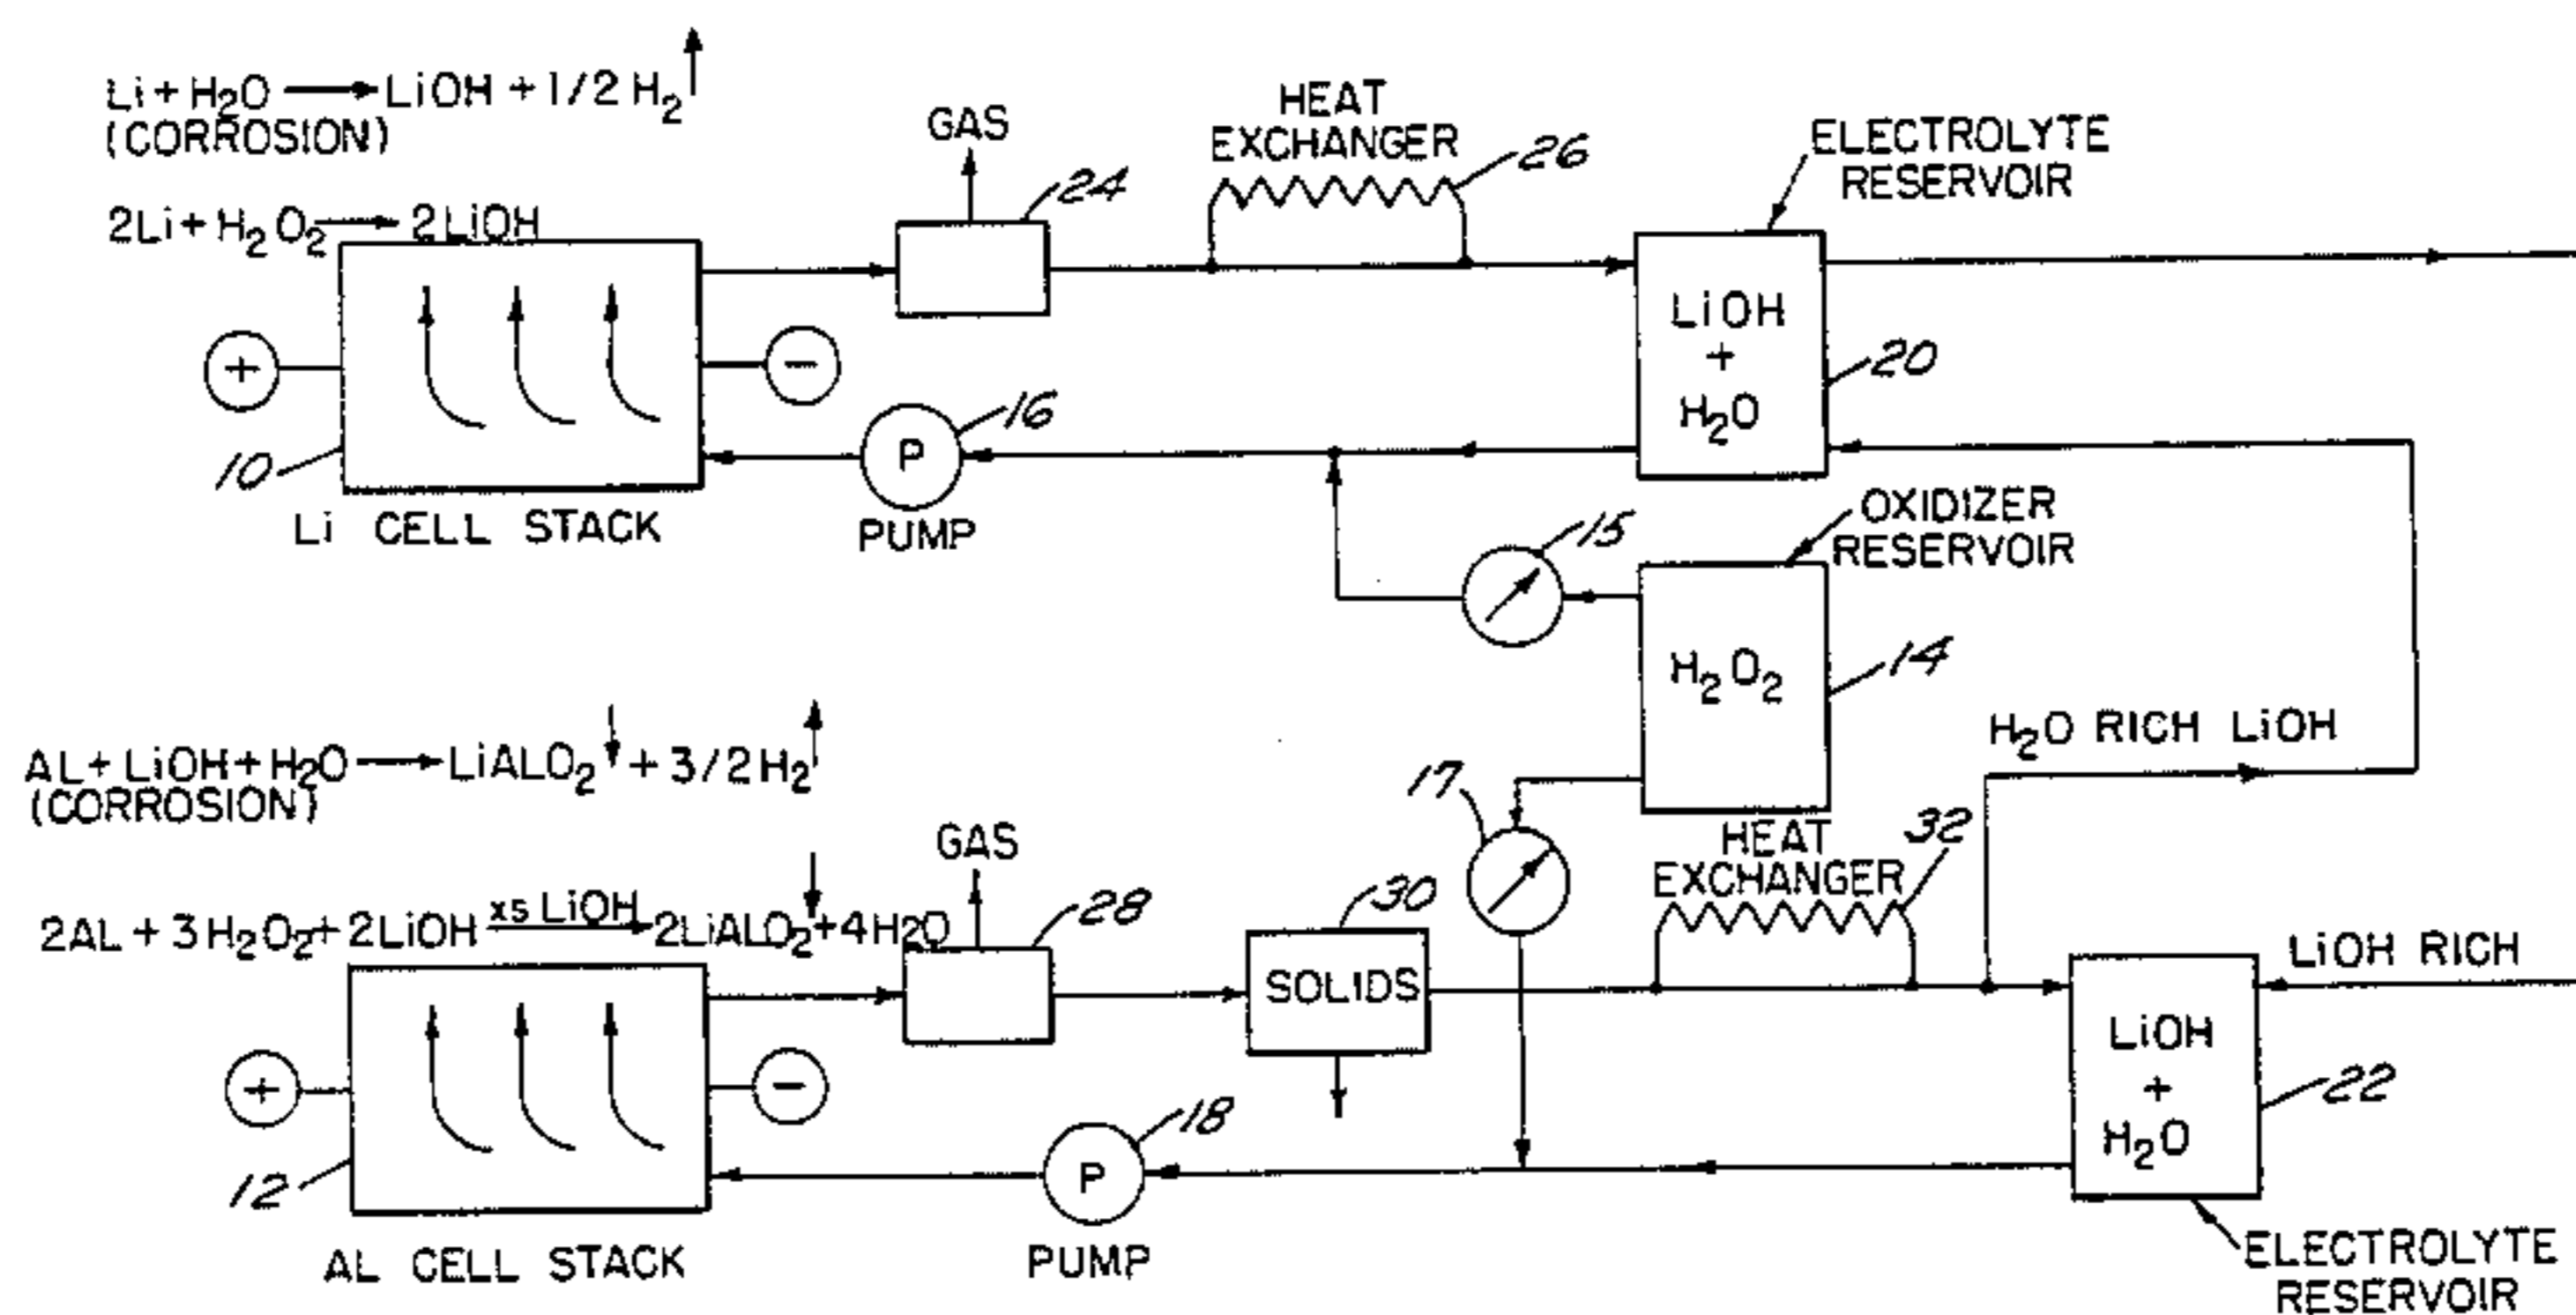 Li + H2O → LiOH + 1/2 H2 ↑
(CORROSION)
2Li + H2O2 → 2LiOH
GAS
24
HEAT
EXCHANGER
26
ELECTROLYTE
RESERVOIR
LiOH
+
H2O
20
+
−
10
Li CELL STACK
P
16
PUMP
15
OXIDIZER
RESERVOIR
H2O2
14
H2O RICH LiOH
AL + LiOH + H2O → LiALO2 ↓ + 3/2 H2 ↑
(CORROSION)
17
2AL + 3H2O2 + 2LiOH xs LiOH → 2LiALO2 ↓ + 4H2O
GAS
28
SOLIDS
30
HEAT
EXCHANGER
32
LiOH RICH
LiOH
+
H2O
22
+
−
12
AL CELL STACK
P
18
PUMP
ELECTROLYTE
RESERVOIR